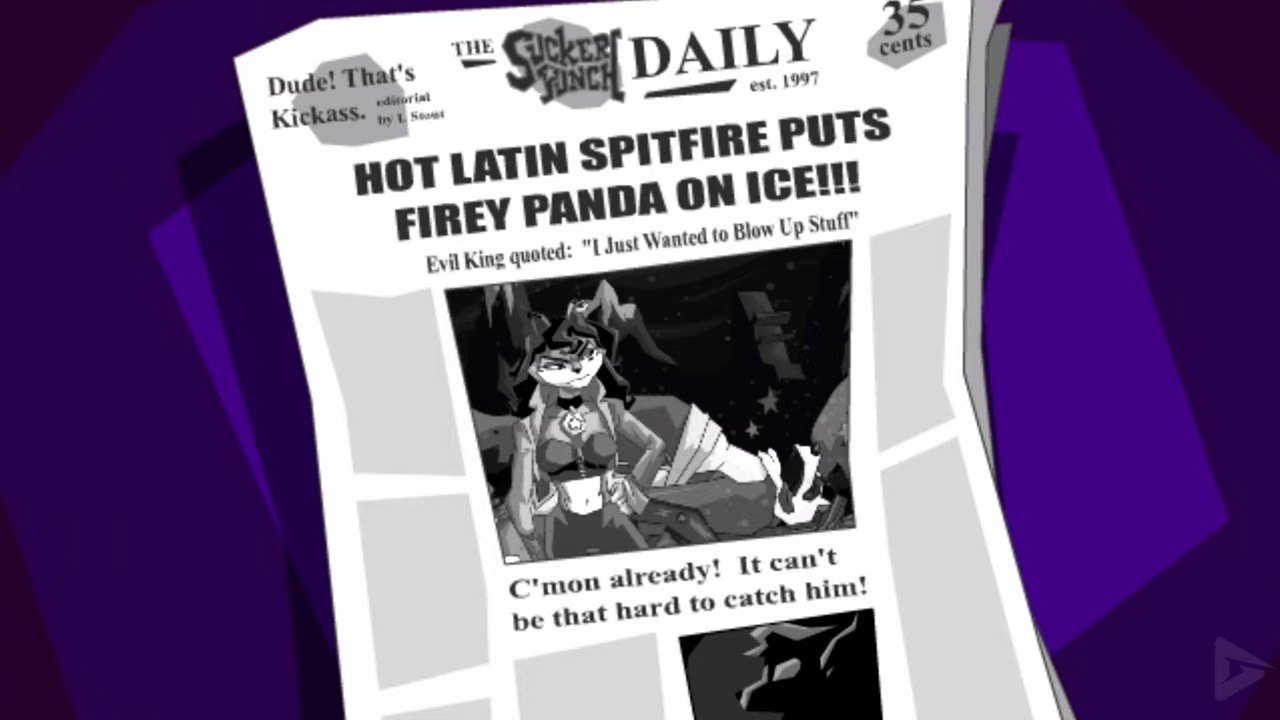 THE SUCKER PUNCH DAILY
est. 1997
35
cents
Dude! That's
Kickass.
editorial
by
HOT LATIN SPITFIRE PUTS
FIREY PANDA ON ICE!!!
Evil King quoted: "I Just Wanted to Blow Up Stuff"
C'mon already! It can't
be that hard to catch him!